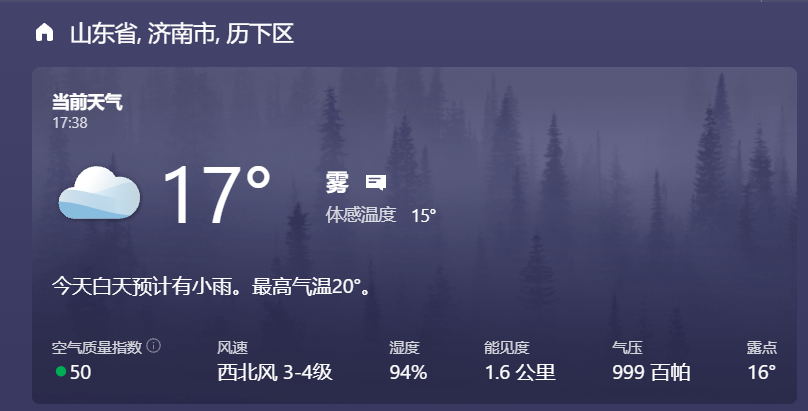 山东省, 济南市, 历下区
当前天气
17:38
17°
雾
体感温度 15°
今天白天预计有小雨。最高气温20°。
空气质量指数 风速 湿度 能见度 气压 露点
50 西北风 3-4级 94% 1.6 公里 999 百帕 16°